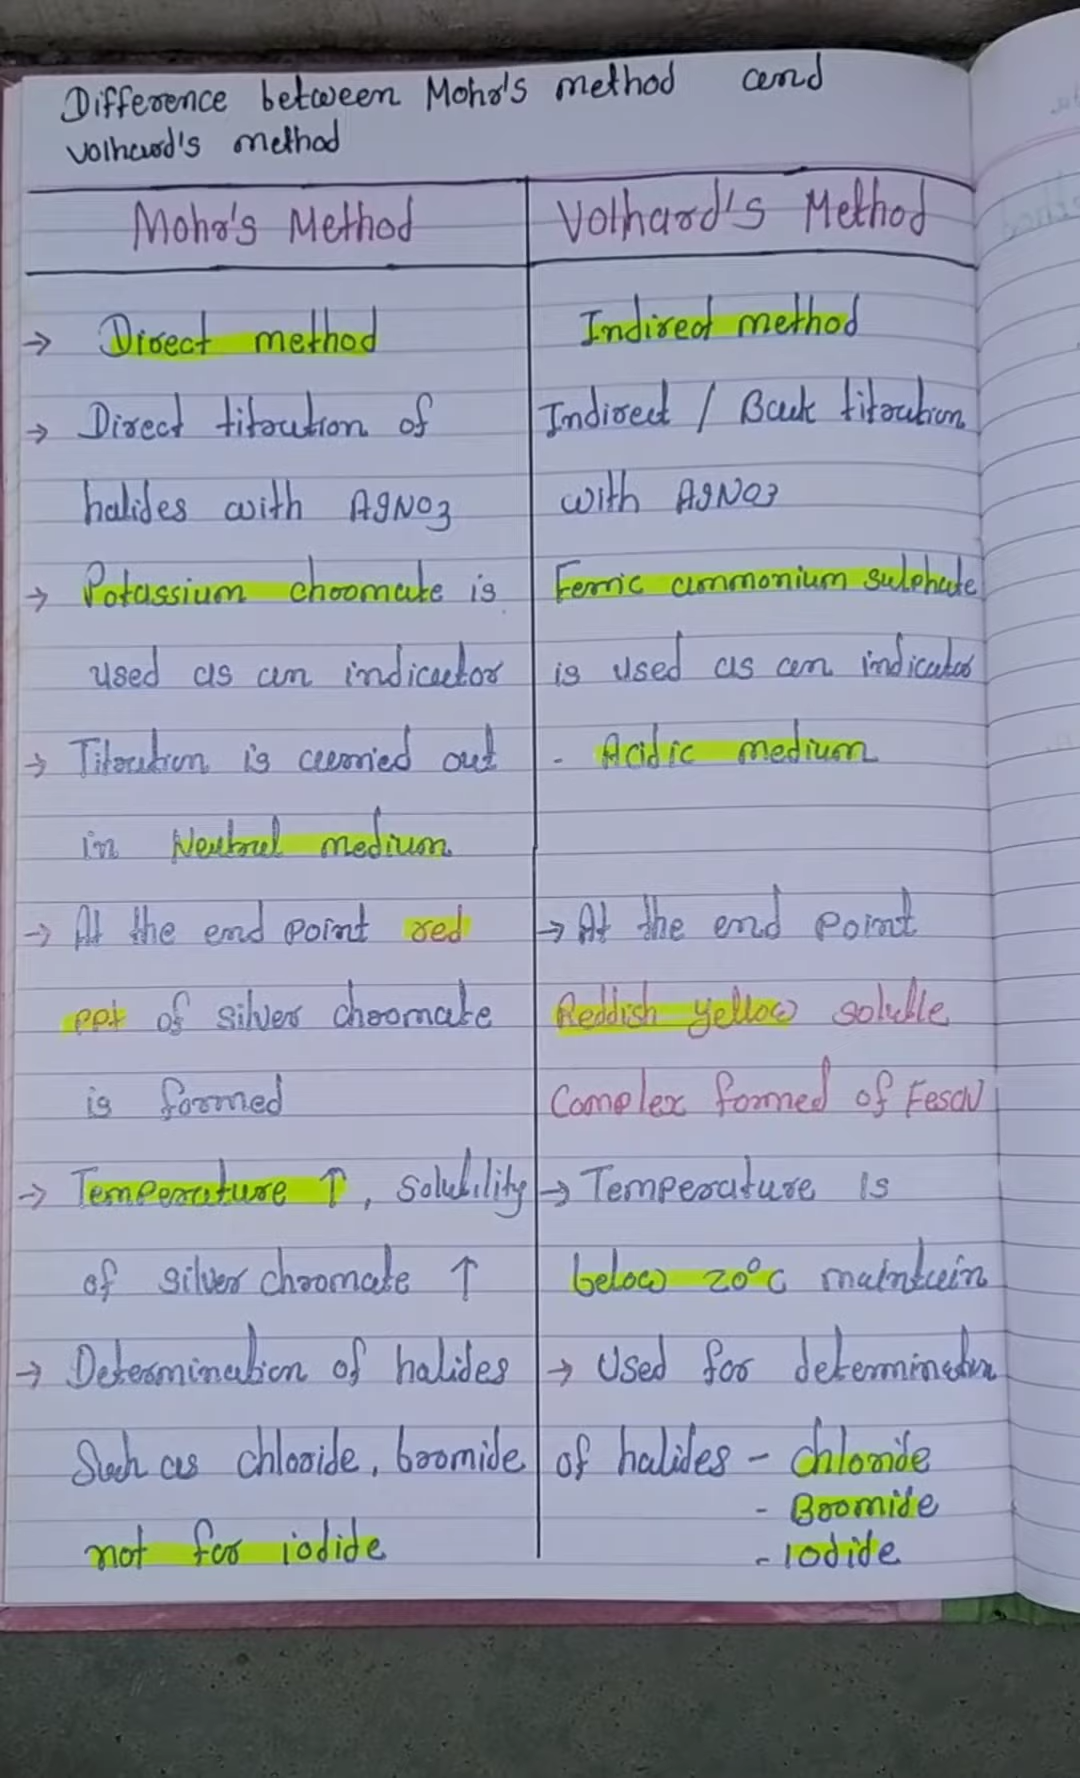 Difference between Mohr's method and
Volhard's method
Mohr's Method
Volhard's Method
→ Direct method
Indirect method
→ Direct titration of
halides with AgNO3
Indirect / Back titration
with AgNO3
→ Potassium chromate is
used as an indicator
Ferric ammonium sulphate
is used as an indicator
→ Titration is carried out
in Neutral medium
- Acidic medium
→ At the end point red
ppt of silver chromate
is formed
→ At the end point
Reddish yellow soluble
Complex formed of FeSCN
→ Temperature ↑, solubility
of silver chromate ↑
→ Temperature is
below 20°C maintain
→ Determination of halides
Such as chloride, bromide
not for iodide
→ Used for determination
of halides - chloride
- Bromide
- Iodide